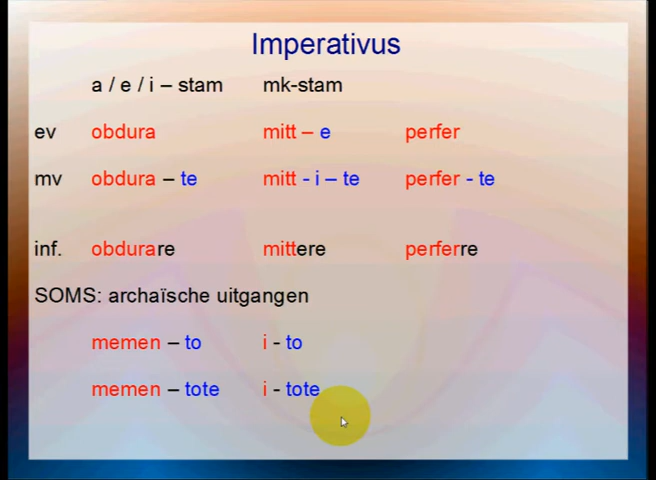 Imperativus
a / e / i – stam mk-stam
ev obdura mitt – e perfer
mv obdura – te mitt - i – te perfer - te
inf. obdurare mittere perferre
SOMS: archaïsche uitgangen
memen – to i - to
memen – tote i - tote